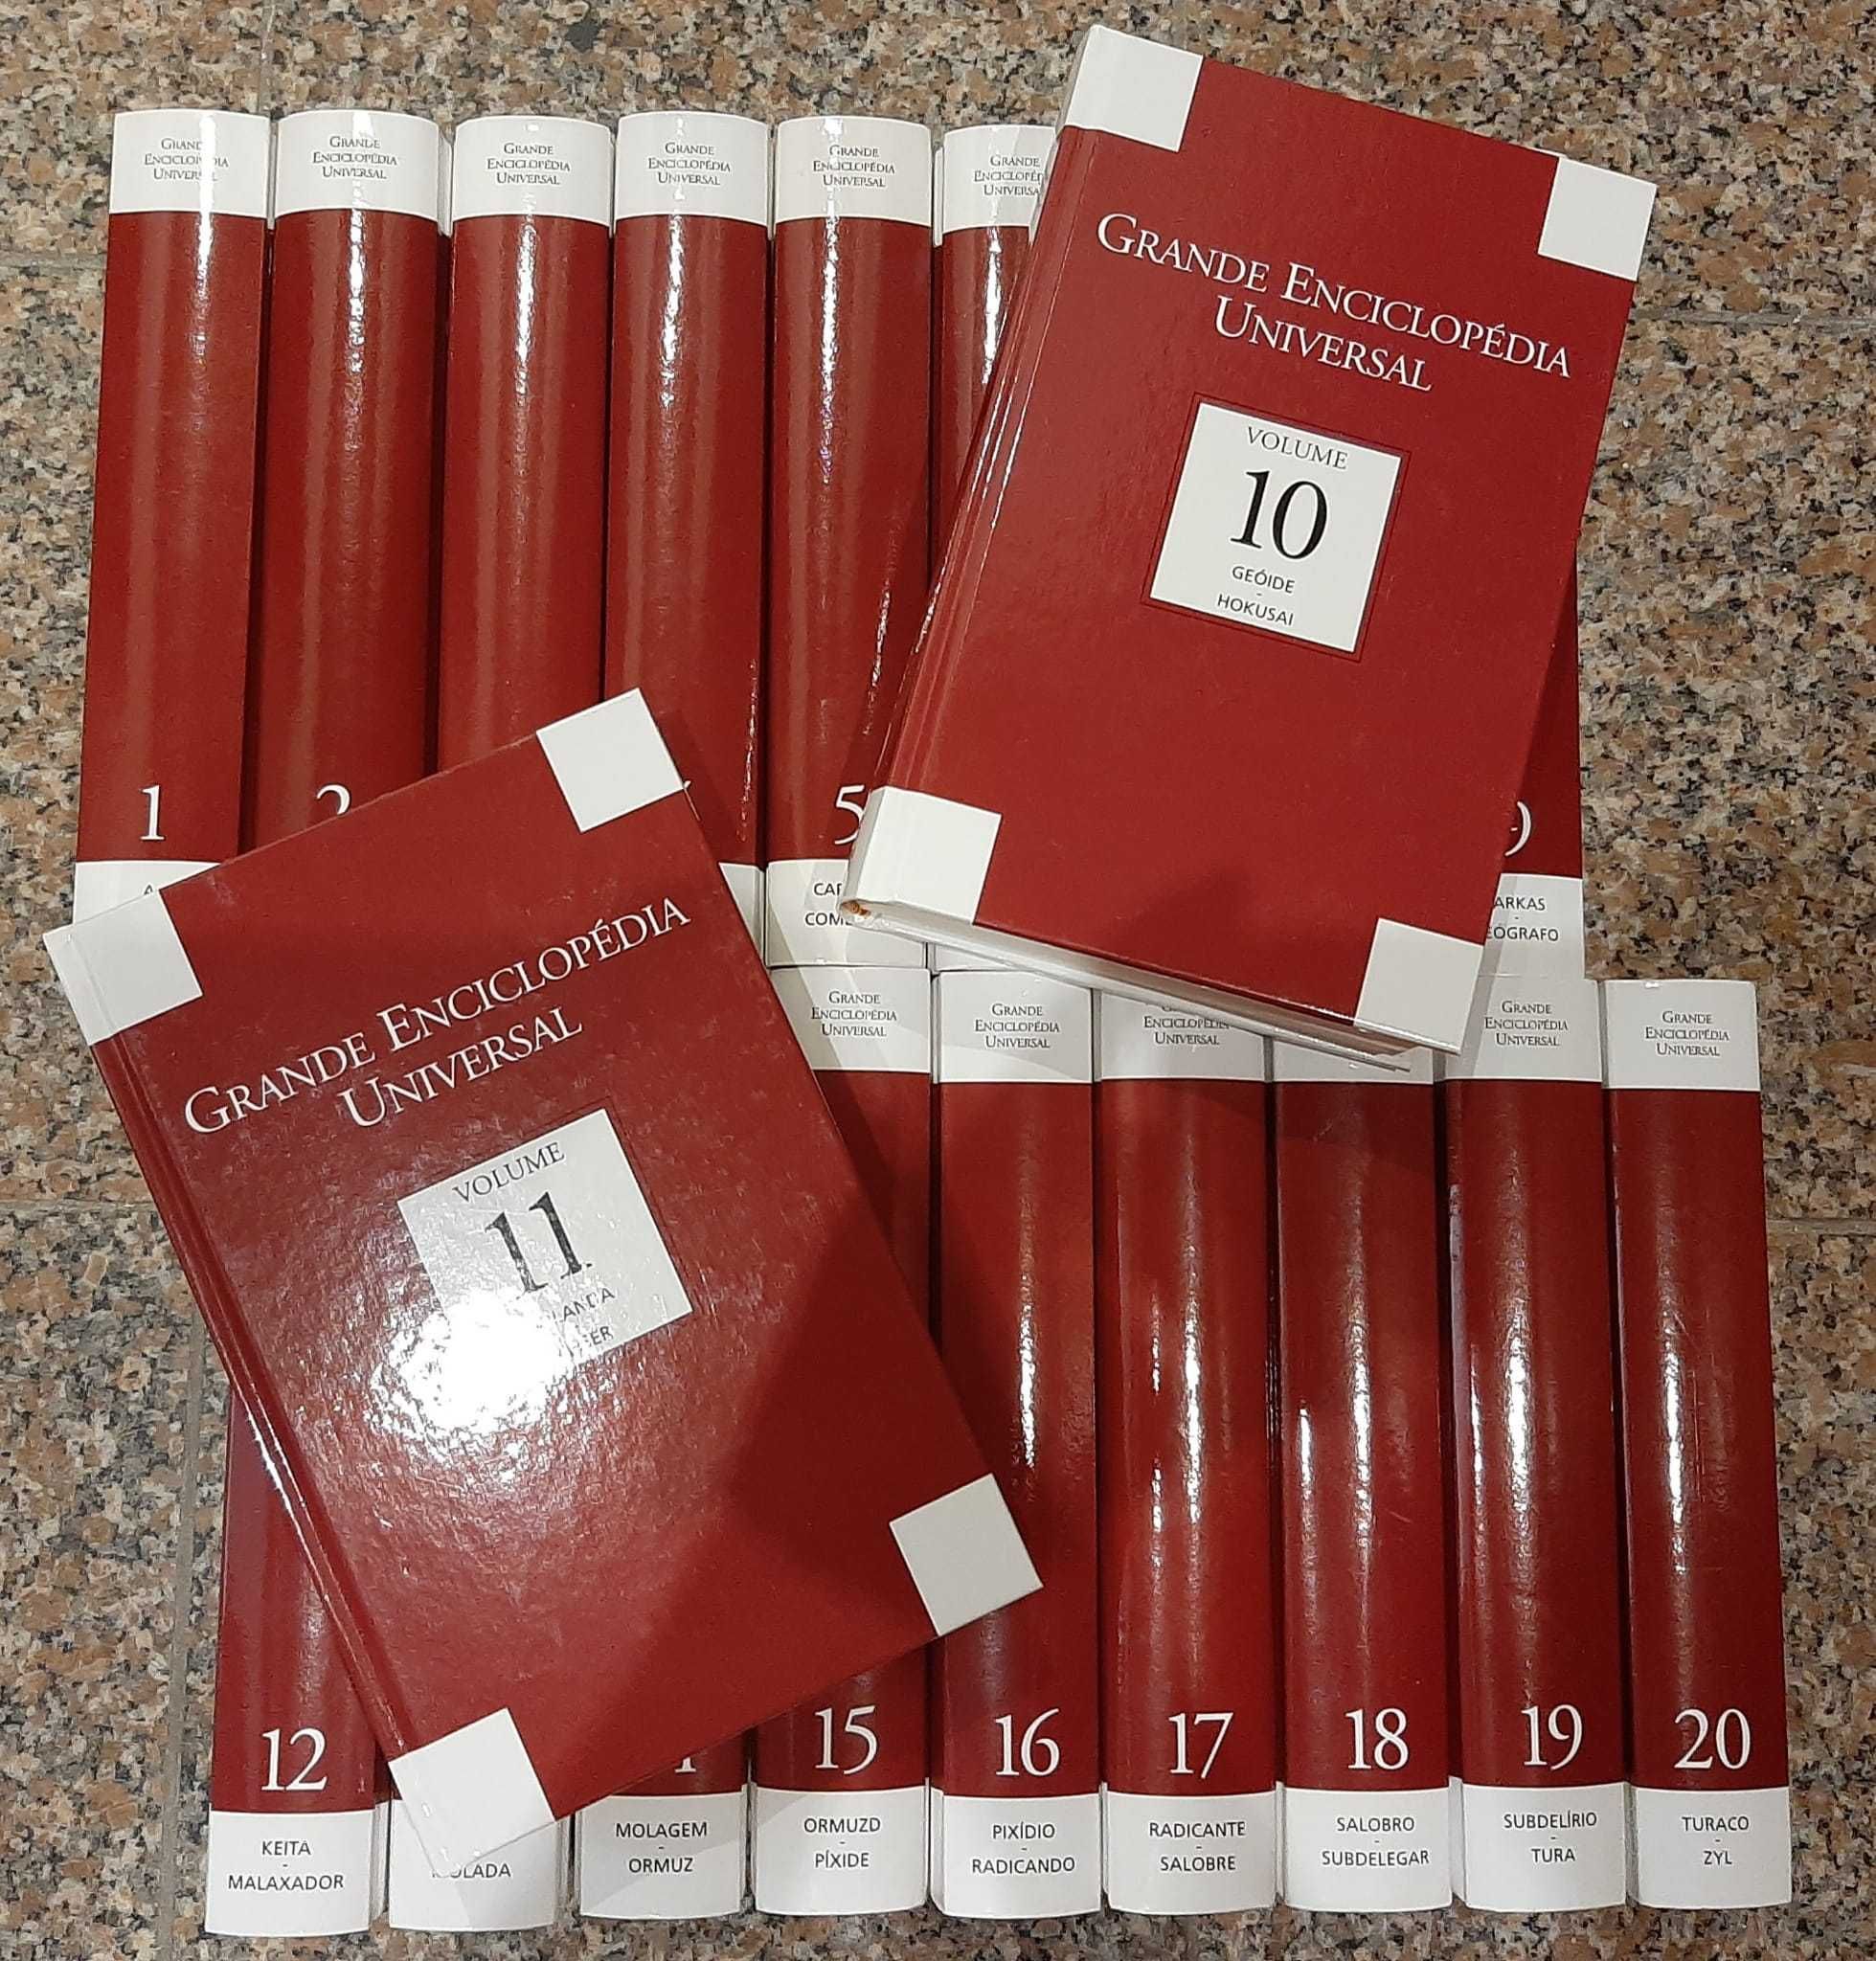 GRANDE
ENCICLOPÉDIA
UNIVERSAL
GRANDE
ENCICLOPÉDIA
UNIVERSAL
GRANDE
ENCICLOPÉDIA
UNIVERSAL
GRANDE
ENCICLOPÉDIA
UNIVERSAL
GRANDE
ENCICLOPÉDIA
UNIVERSAL
GRANDE
1
2
5
GRANDE ENCICLOPÉDIA
UNIVERSAL
VOLUME
10
GEÓIDE
-
HOKUSAI
9
GRANDE ENCICLOPÉDIA
UNIVERSAL
VOLUME
11
GRANDE
ENCICLOPÉDIA
UNIVERSAL
GRANDE
ENCICLOPÉDIA
UNIVERSAL
ENCICLOPÉDIA
UNIVERSAL
GRANDE
ENCICLOPÉDIA
UNIVERSAL
GRANDE
ENCICLOPÉDIA
UNIVERSAL
12
KEITA
-
MALAXADOR
MOLAGEM
-
ORMUZ
15
ORMUZD
-
PÍXIDE
16
PIXÍDIO
-
RADICANDO
17
RADICANTE
-
SALOBRE
18
SALOBRO
-
SUBDELEGAR
19
SUBDELÍRIO
-
TURA
20
TURACO
-
ZYL